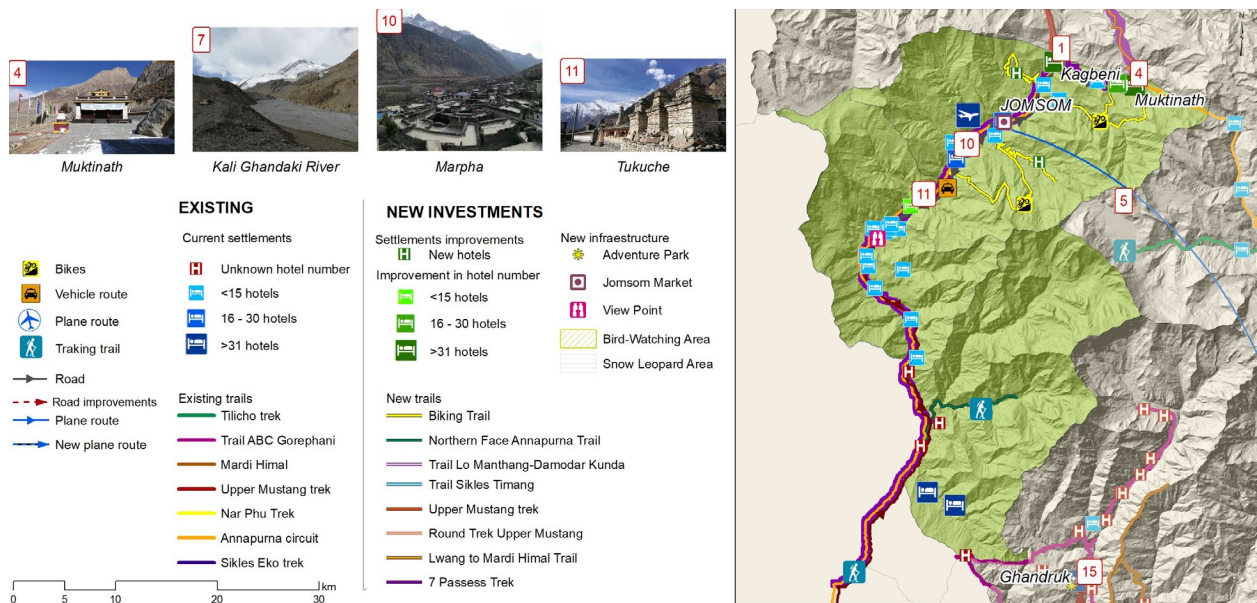 4
7
10
11
Muktinath
Kali Ghandaki River
Marpha
Tukuche
EXISTING
Current settlements
Bikes
Vehicle route
Plane route
Traking trail
Road
Road improvements
Plane route
New plane route
H Unknown hotel number
<15 hotels
16 - 30 hotels
>31 hotels
Existing trails
Tilicho trek
Trail ABC Gorephani
Mardi Himal
Upper Mustang trek
Nar Phu Trek
Annapurna circuit
Sikles Eko trek
0 5 10 20 30 km
NEW INVESTMENTS
Settlements improvements
H New hotels
Improvement in hotel number
<15 hotels
16 - 30 hotels
>31 hotels
New infraestructure
Adventure Park
Jomsom Market
View Point
Bird-Watching Area
Snow Leopard Area
New trails
Biking Trail
Northern Face Annapurna Trail
Trail Lo Manthang-Damodar Kunda
Trail Sikles Timang
Upper Mustang trek
Round Trek Upper Mustang
Lwang to Mardi Himal Trail
7 Passess Trek
N
1
Kagbeni
H
4
Muktinath
JOMSOM
10
H
11
5
H
H
H
H
H
H
H
H
H
H
H
Ghandruk
15
H
H
H